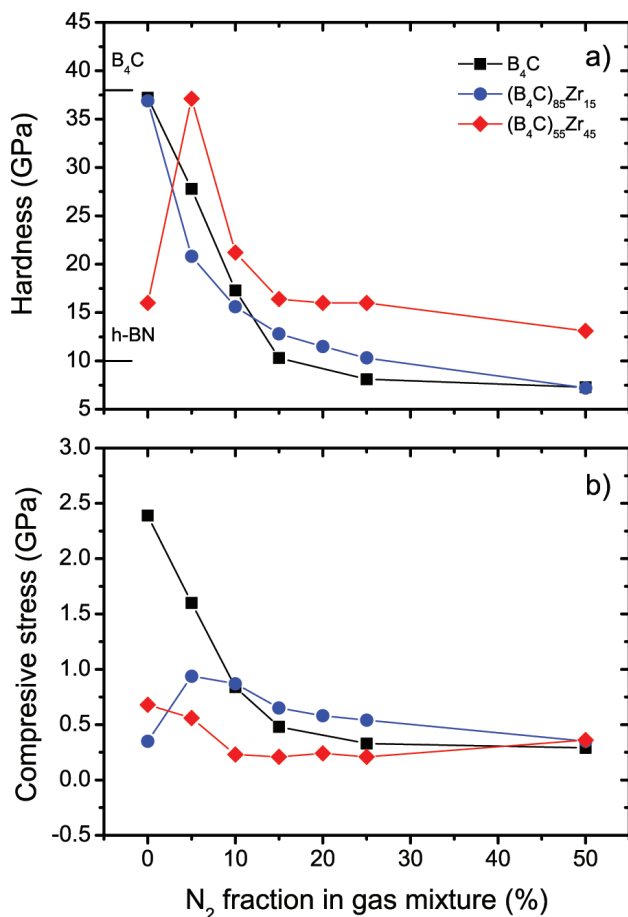 45
40
35
30
25
20
15
10
5
Hardness (GPa)
B₄C
h-BN
a)
B₄C
(B₄C)₈₅Zr₁₅
(B₄C)₅₅Zr₄₅
3.0
2.5
2.0
1.5
1.0
0.5
0.0
-0.5
Compresive stress (GPa)
b)
0 10 20 30 40 50
N₂ fraction in gas mixture (%)